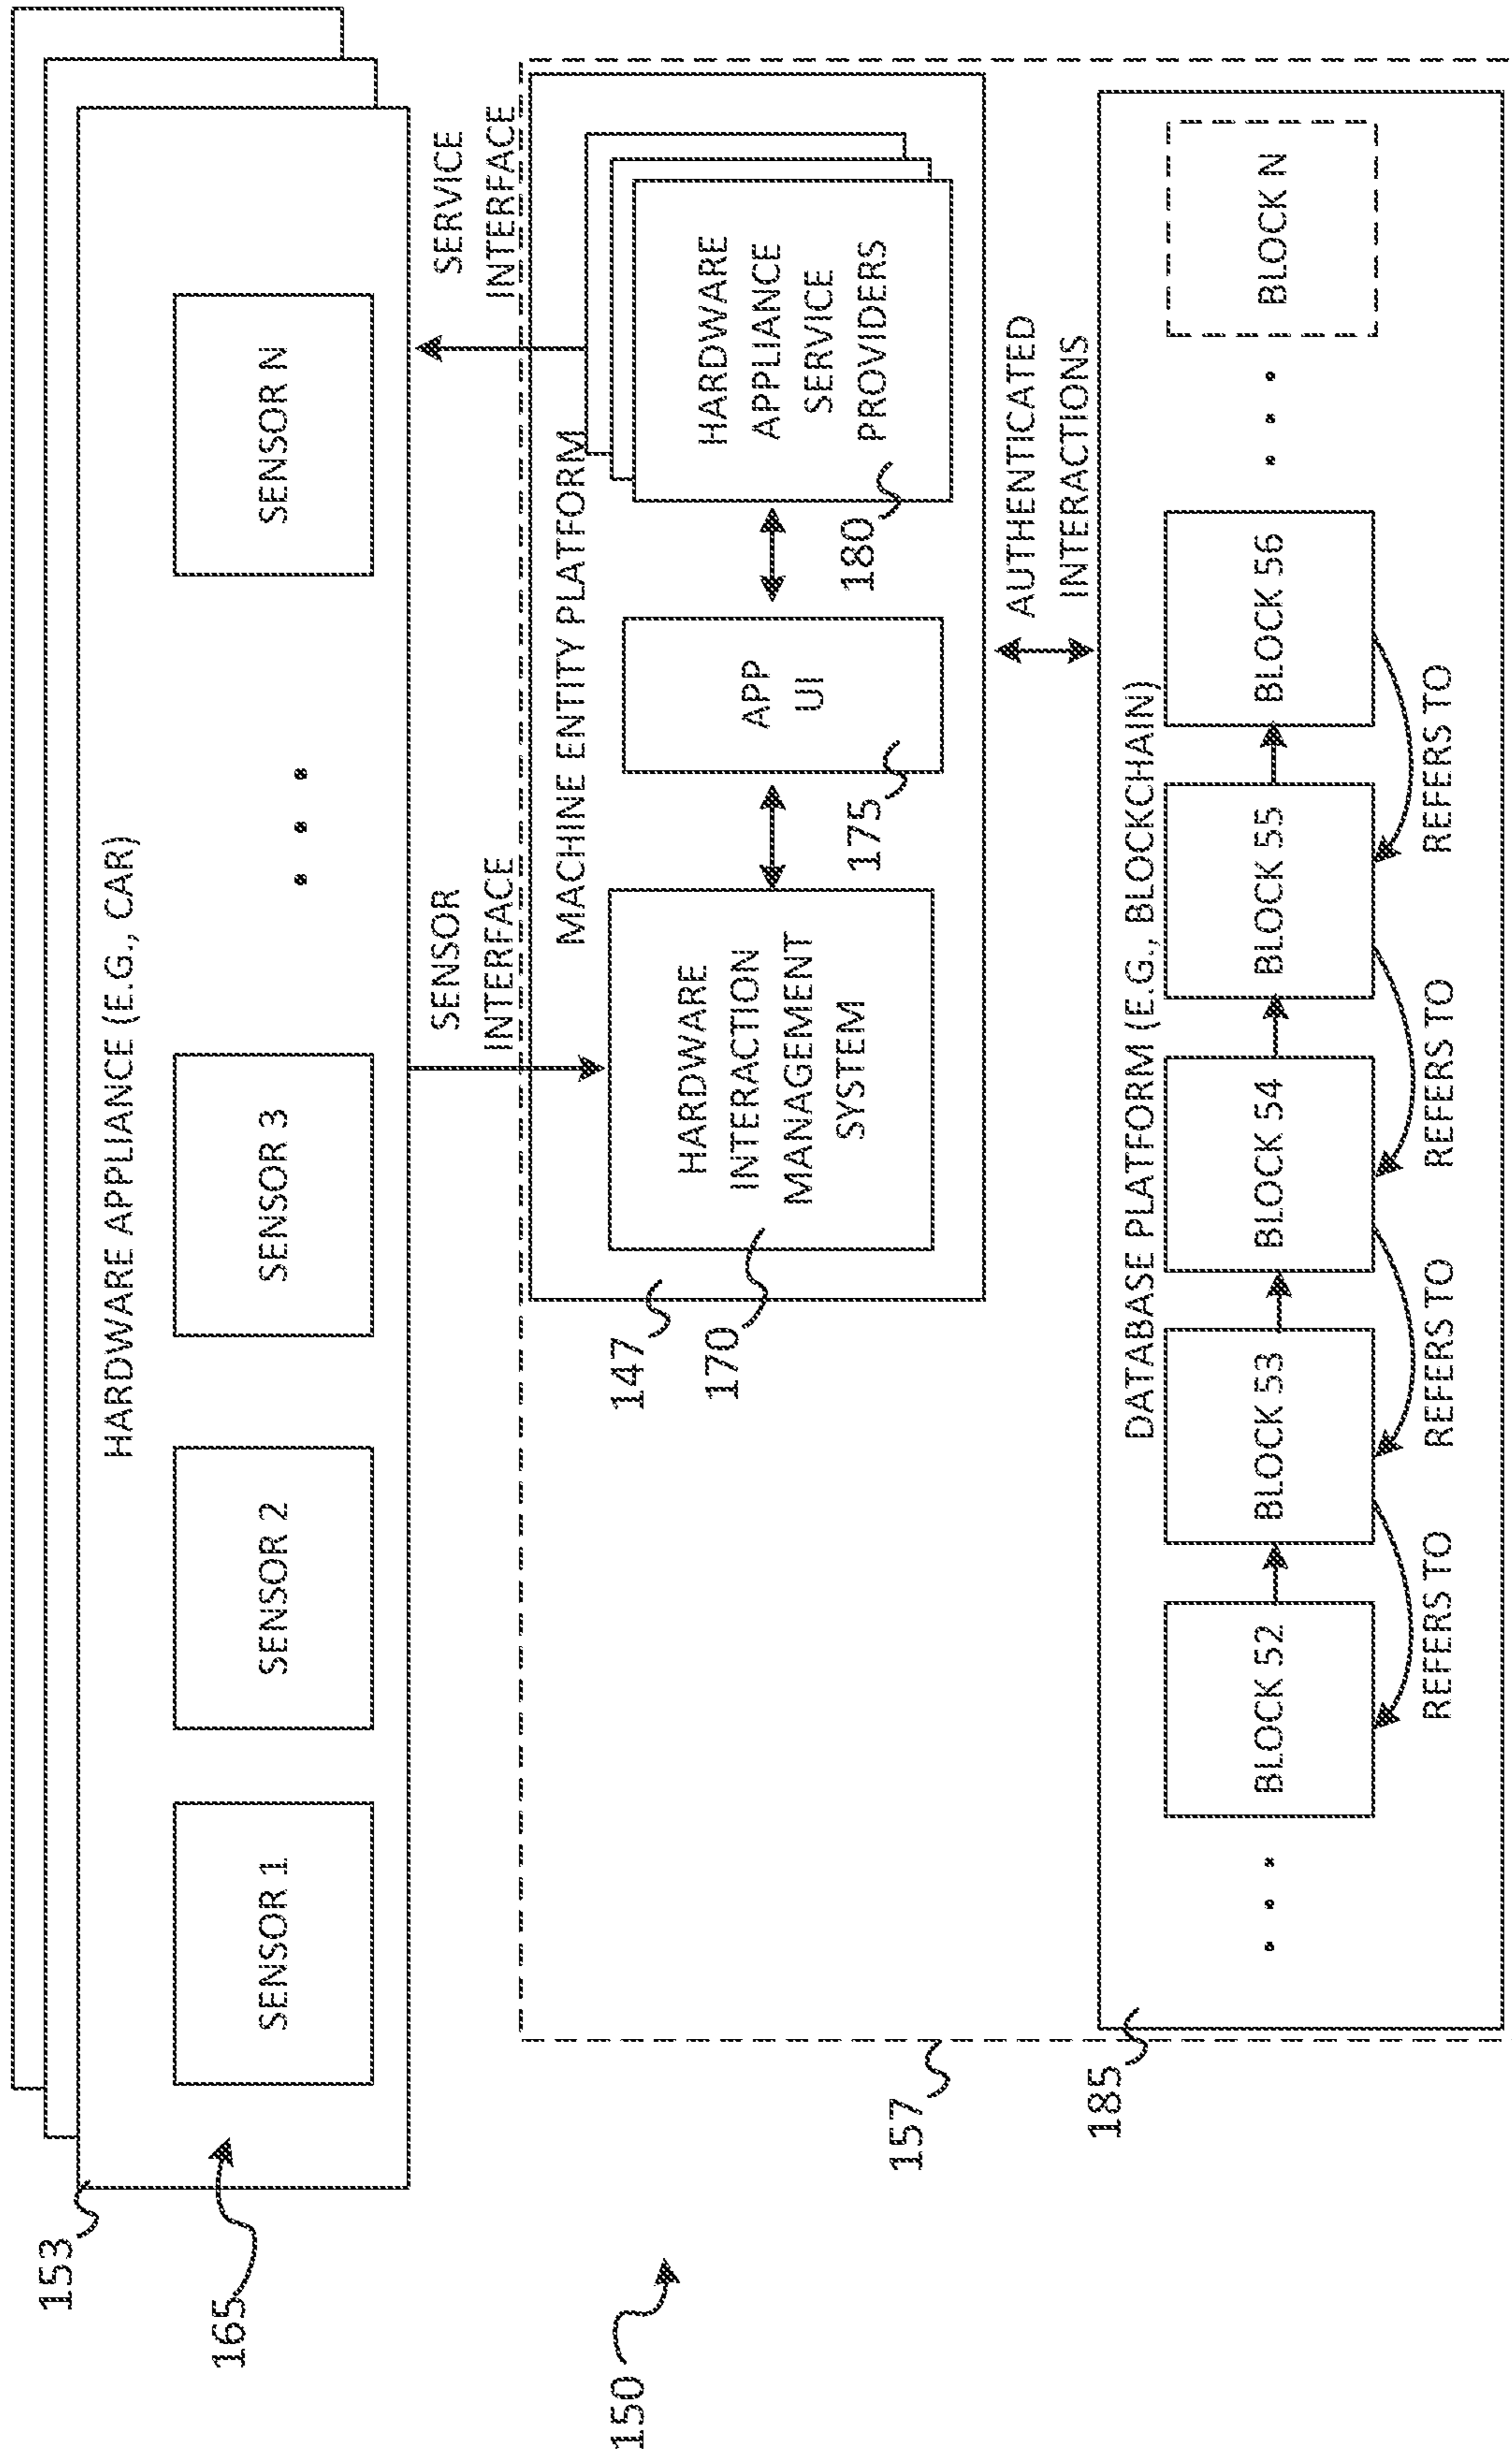 153
HARDWARE APPLIANCE (E.G., CAR)
165
SENSOR 1
SENSOR 2
SENSOR 3
SENSOR N
SENSOR
INTERFACE
SERVICE
INTERFACE
150
157
147
170
MACHINE ENTITY PLATFORM
HARDWARE
INTERACTION
MANAGEMENT
SYSTEM
175
APP
UI
180
HARDWARE
APPLIANCE
SERVICE
PROVIDERS
AUTHENTICATED
INTERACTIONS
185
DATABASE PLATFORM (E.G., BLOCKCHAIN)
BLOCK 52
BLOCK 53
BLOCK 54
BLOCK 55
BLOCK 56
BLOCK N
REFERS TO
REFERS TO
REFERS TO
REFERS TO